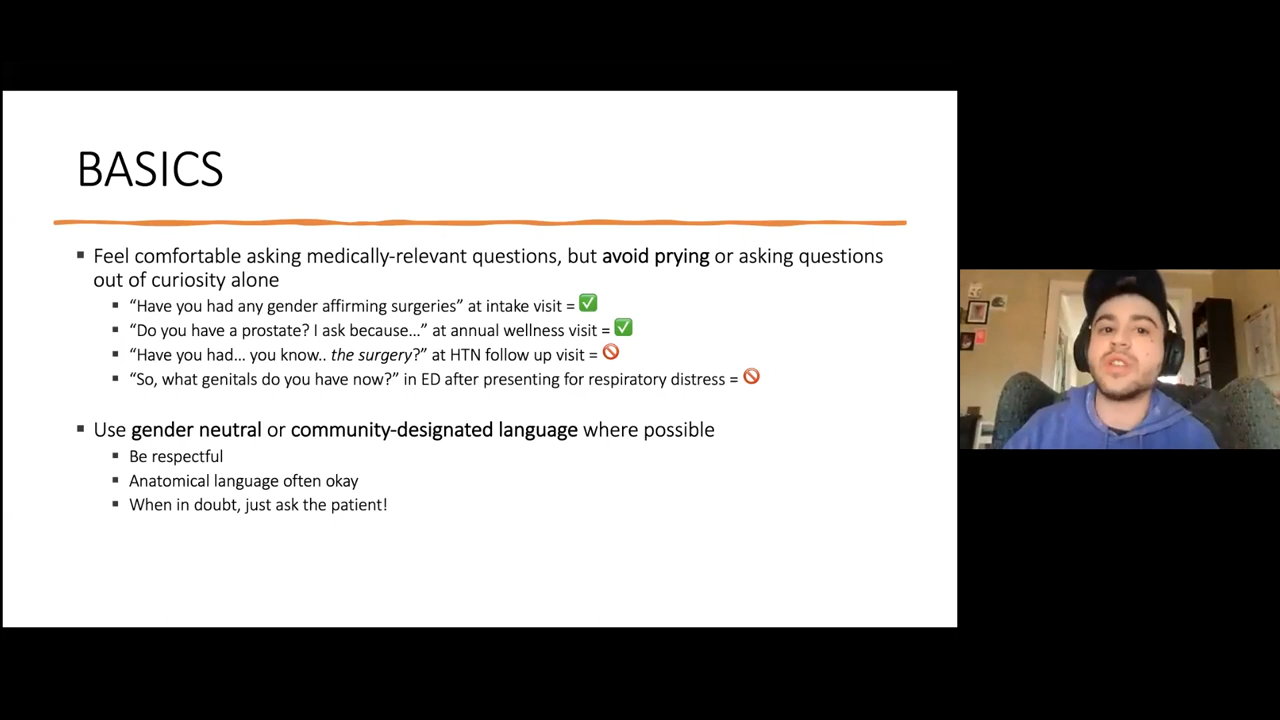 BASICS
▪ Feel comfortable asking medically-relevant questions, but avoid prying or asking questions
out of curiosity alone
▪ “Have you had any gender affirming surgeries” at intake visit = ✅
▪ “Do you have a prostate? I ask because…” at annual wellness visit = ✅
▪ “Have you had… you know.. the surgery?” at HTN follow up visit = 🚫
▪ “So, what genitals do you have now?” in ED after presenting for respiratory distress = 🚫
▪ Use gender neutral or community-designated language where possible
▪ Be respectful
▪ Anatomical language often okay
▪ When in doubt, just ask the patient!